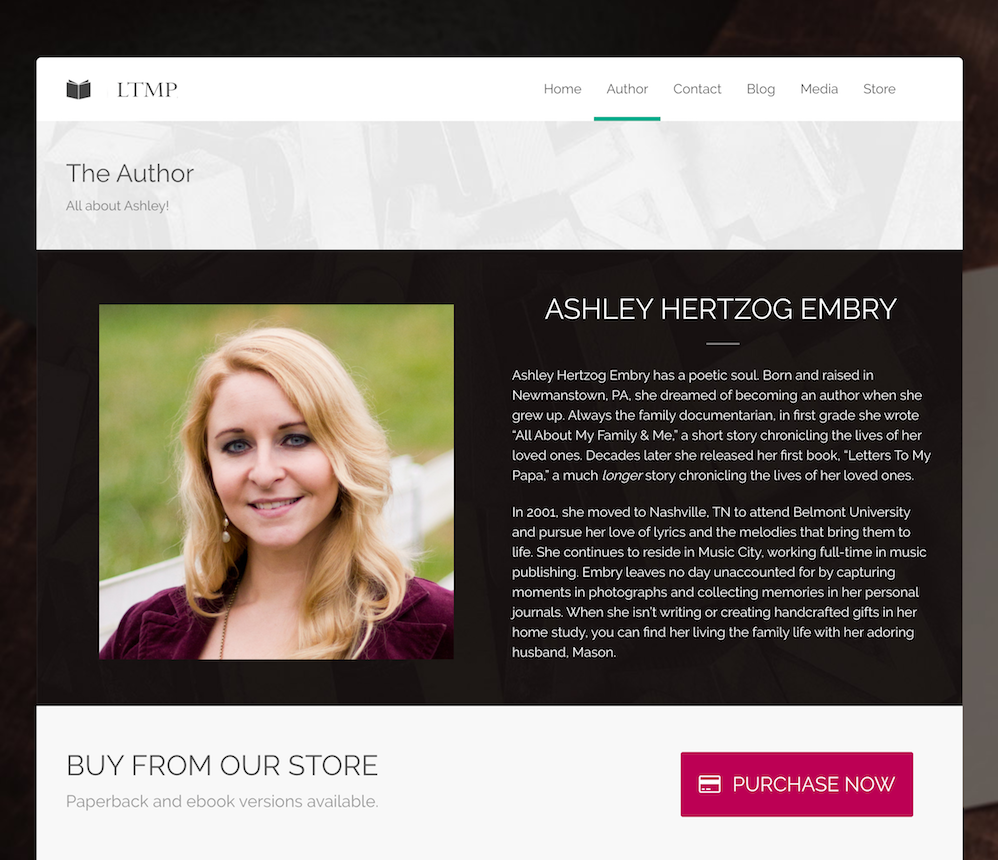 LTMP
Home Author Contact Blog Media Store
The Author
All about Ashley!
ASHLEY HERTZOG EMBRY
Ashley Hertzog Embry has a poetic soul. Born and raised in
Newmanstown, PA, she dreamed of becoming an author when she
grew up. Always the family documentarian, in first grade she wrote
“All About My Family & Me,” a short story chronicling the lives of her
loved ones. Decades later she released her first book, “Letters To My
Papa,” a much longer story chronicling the lives of her loved ones.
In 2001, she moved to Nashville, TN to attend Belmont University
and pursue her love of lyrics and the melodies that bring them to
life. She continues to reside in Music City, working full-time in music
publishing. Embry leaves no day unaccounted for by capturing
moments in photographs and collecting memories in her personal
journals. When she isn't writing or creating handcrafted gifts in her
home study, you can find her living the family life with her adoring
husband, Mason.
BUY FROM OUR STORE
Paperback and ebook versions available.
PURCHASE NOW